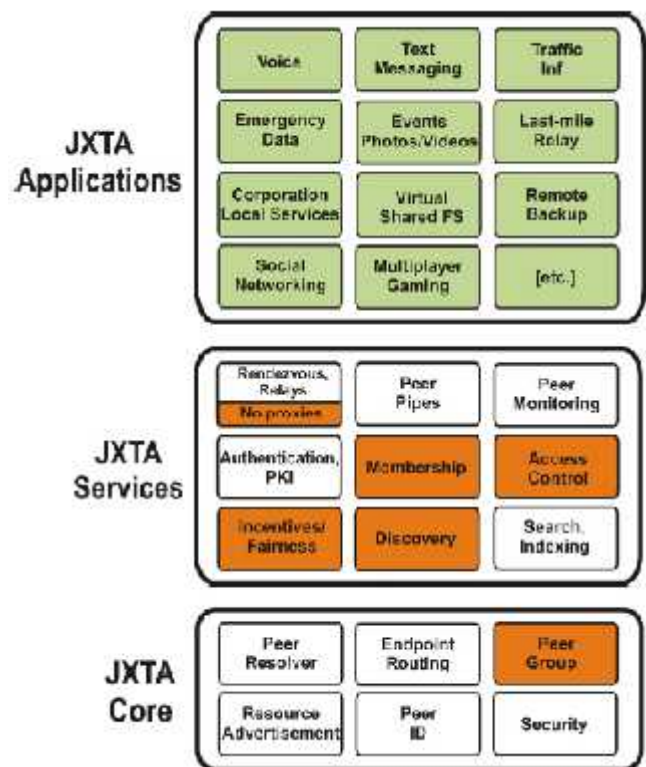 JXTA
Applications
Voice
Text
Messaging
Traffic
Inf
Emergency
Data
Events
Photos/Videos
Last-mile
Relay
Corporation
Local Services
Virtual
Shared FS
Remote
Backup
Social
Networking
Multiplayer
Gaming
[etc.]
JXTA
Services
Rendezvous,
Relays
No proxies
Peer
Pipes
Peer
Monitoring
Authentication,
PKI
Membership
Access
Control
Incentives/
Fairness
Discovery
Search,
Indexing
JXTA
Core
Peer
Resolver
Endpoint
Routing
Peer
Group
Resource
Advertisement
Peer
ID
Security